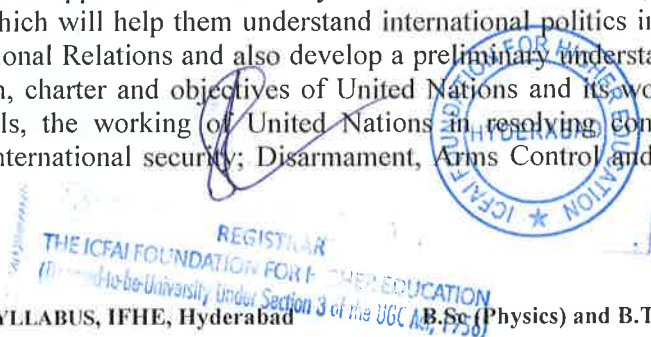 hich will help them understand international politics in
ional Relations and also develop a preliminary understa
n, charter and objectives of United Nations and its wo
ls, the working of United Nations in resolving con
nternational security; Disarmament, Arms Control and
ICFAI FOUNDATION FOR HIGHER EDUCATION
HYDERABAD
REGISTRAR
THE ICFAI FOUNDATION FOR HIGHER EDUCATION
(Deemed-to-be-University Under Section 3 of the UGC Act, 1956)
YLLABUS, IFHE, Hyderabad B.Sc (Physics) and B.T